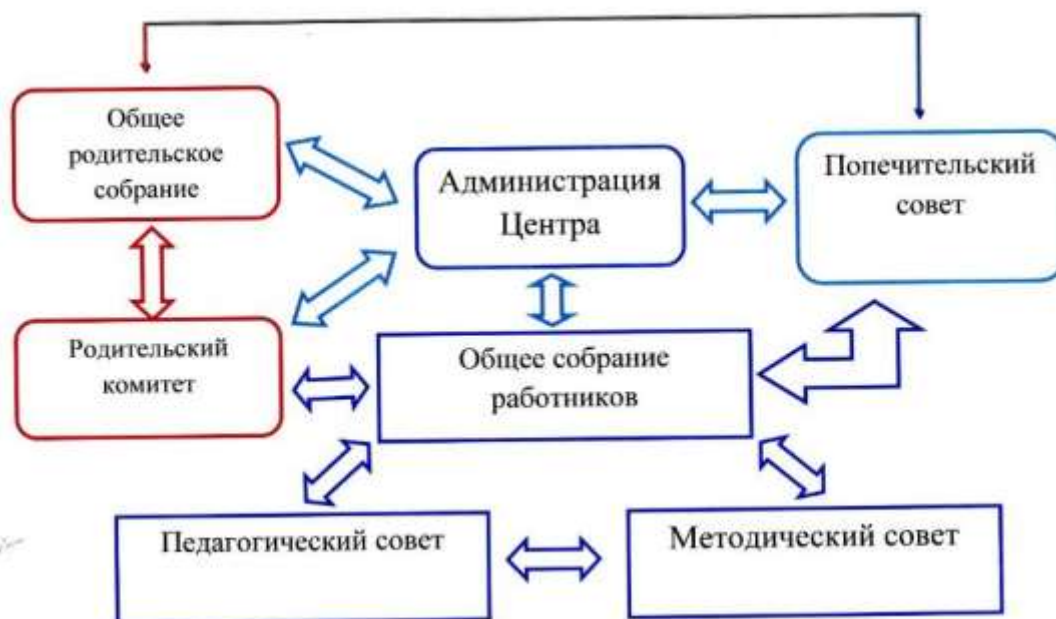 Общее
родительское
собрание
Администрация
Центра
Попечительский
совет
Родительский
комитет
Общее собрание
работников
Педагогический совет
Методический совет